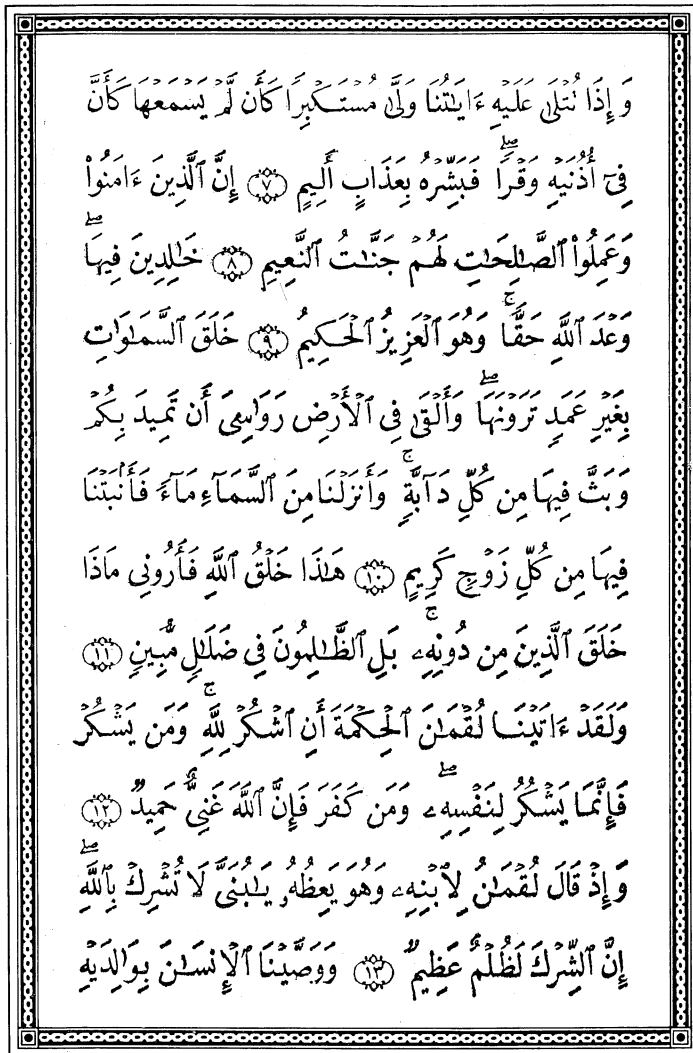 وَإِذَا تُتْلَىٰ عَلَيْهِ ءَايَٰتُنَا وَلَّىٰ مُسْتَكْبِرًا كَأَن لَّمْ يَسْمَعْهَا كَأَنَّ
فِىٓ أُذُنَيْهِ وَقْرًا ۖ فَبَشِّرْهُ بِعَذَابٍ أَلِيمٍ ﴿٧﴾ إِنَّ ٱلَّذِينَ ءَامَنُوا۟
وَعَمِلُوا۟ ٱلصَّٰلِحَٰتِ لَهُمْ جَنَّٰتُ ٱلنَّعِيمِ ﴿٨﴾ خَٰلِدِينَ فِيهَا ۖ
وَعْدَ ٱللَّهِ حَقًّا ۚ وَهُوَ ٱلْعَزِيزُ ٱلْحَكِيمُ ﴿٩﴾ خَلَقَ ٱلسَّمَٰوَٰتِ
بِغَيْرِ عَمَدٍ تَرَوْنَهَا ۖ وَأَلْقَىٰ فِى ٱلْأَرْضِ رَوَٰسِىَ أَن تَمِيدَ بِكُمْ
وَبَثَّ فِيهَا مِن كُلِّ دَآبَّةٍ ۚ وَأَنزَلْنَا مِنَ ٱلسَّمَآءِ مَآءً فَأَنۢبَتْنَا
فِيهَا مِن كُلِّ زَوْجٍ كَرِيمٍ ﴿١٠﴾ هَٰذَا خَلْقُ ٱللَّهِ فَأَرُونِى مَاذَا
خَلَقَ ٱلَّذِينَ مِن دُونِهِۦ ۚ بَلِ ٱلظَّٰلِمُونَ فِى ضَلَٰلٍ مُّبِينٍ ﴿١١﴾
وَلَقَدْ ءَاتَيْنَا لُقْمَٰنَ ٱلْحِكْمَةَ أَنِ ٱشْكُرْ لِلَّهِ ۚ وَمَن يَشْكُرْ
فَإِنَّمَا يَشْكُرُ لِنَفْسِهِۦ ۖ وَمَن كَفَرَ فَإِنَّ ٱللَّهَ غَنِىٌّ حَمِيدٌ ﴿١٢﴾
وَإِذْ قَالَ لُقْمَٰنُ لِٱبْنِهِۦ وَهُوَ يَعِظُهُۥ يَٰبُنَىَّ لَا تُشْرِكْ بِٱللَّهِ ۖ
إِنَّ ٱلشِّرْكَ لَظُلْمٌ عَظِيمٌ ﴿١٣﴾ وَوَصَّيْنَا ٱلْإِنسَٰنَ بِوَٰلِدَيْهِ